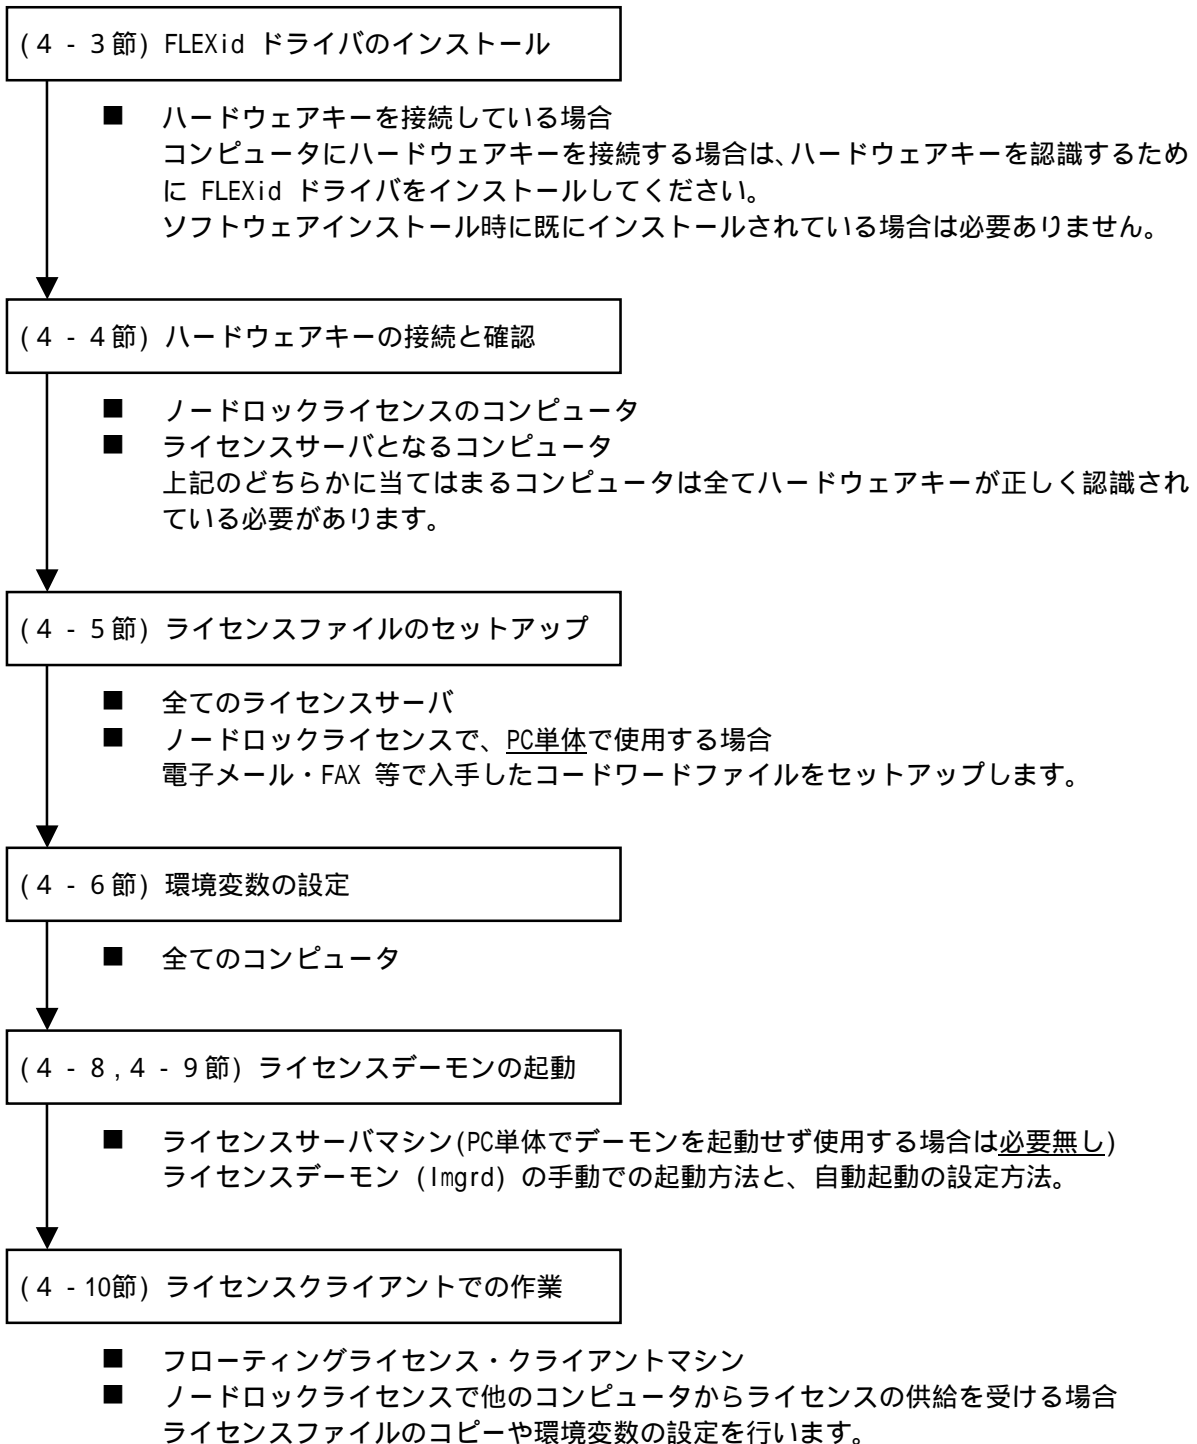 (４-３節) FLEXid ドライバのインストール
■ ハードウェアキーを接続している場合
コンピュータにハードウェアキーを接続する場合は、ハードウェアキーを認識するため
に FLEXid ドライバをインストールしてください。
ソフトウェアインストール時に既にインストールされている場合は必要ありません。
(４-４節) ハードウェアキーの接続と確認
■ ノードロックライセンスのコンピュータ
■ ライセンスサーバとなるコンピュータ
上記のどちらかに当てはまるコンピュータは全てハードウェアキーが正しく認識され
ている必要があります。
(４-５節) ライセンスファイルのセットアップ
■ 全てのライセンスサーバ
■ ノードロックライセンスで、PC単体で使用する場合
電子メール・FAX 等で入手したコードワードファイルをセットアップします。
(４-６節) 環境変数の設定
■ 全てのコンピュータ
(４-８,４-９節) ライセンスデーモンの起動
■ ライセンスサーバマシン(PC単体でデーモンを起動せず使用する場合は必要無し)
ライセンスデーモン (lmgrd) の手動での起動方法と、自動起動の設定方法。
(４-10節) ライセンスクライアントでの作業
■ フローティングライセンス・クライアントマシン
■ ノードロックライセンスで他のコンピュータからライセンスの供給を受ける場合
ライセンスファイルのコピーや環境変数の設定を行います。